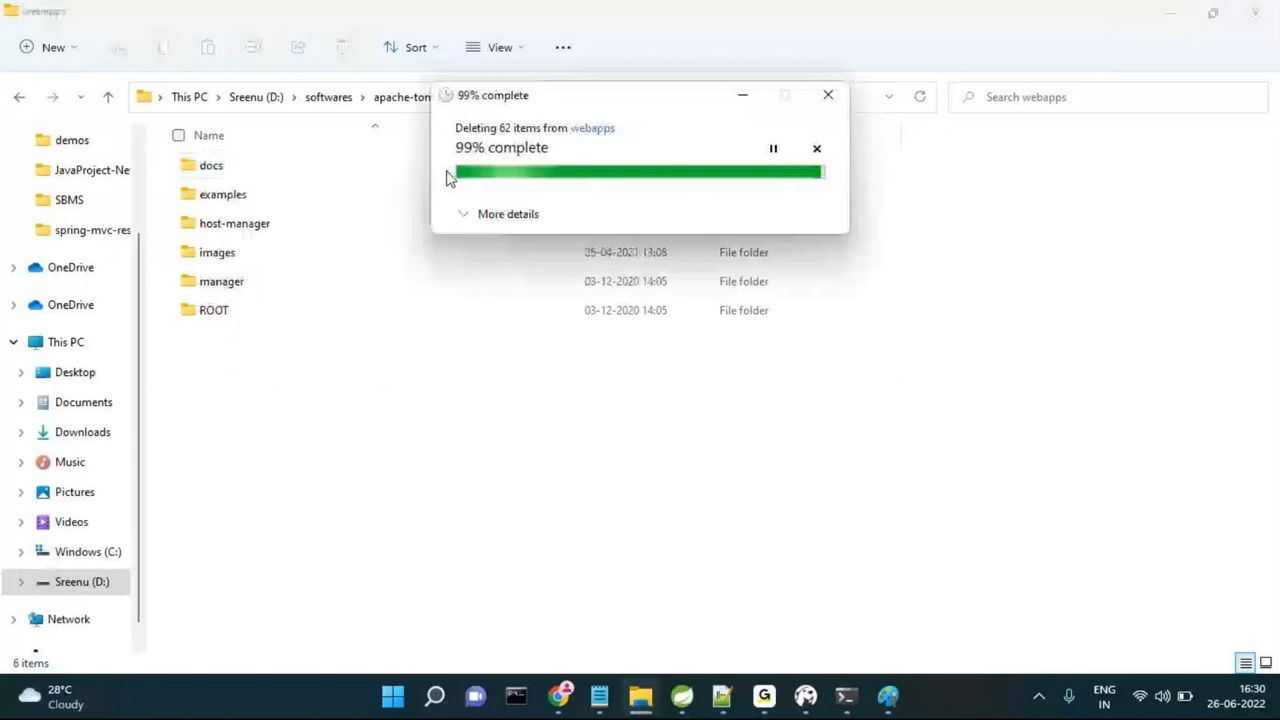 webapps
New
Sort
View
This PC > Sreenu (D:) > softwares > apache-tom
Search webapps
99% complete
Deleting 62 items from webapps
99% complete
More details
Name
docs
examples
host-manager
images 25-04-2021 13:08 File folder
manager 03-12-2020 14:05 File folder
ROOT 03-12-2020 14:05 File folder
demos
JavaProject-Ne
SBMS
spring-mvc-res
OneDrive
OneDrive
This PC
Desktop
Documents
Downloads
Music
Pictures
Videos
Windows (C:)
Sreenu (D:)
Network
6 items
28°C
Cloudy
ENG
IN
16:30
26-06-2022